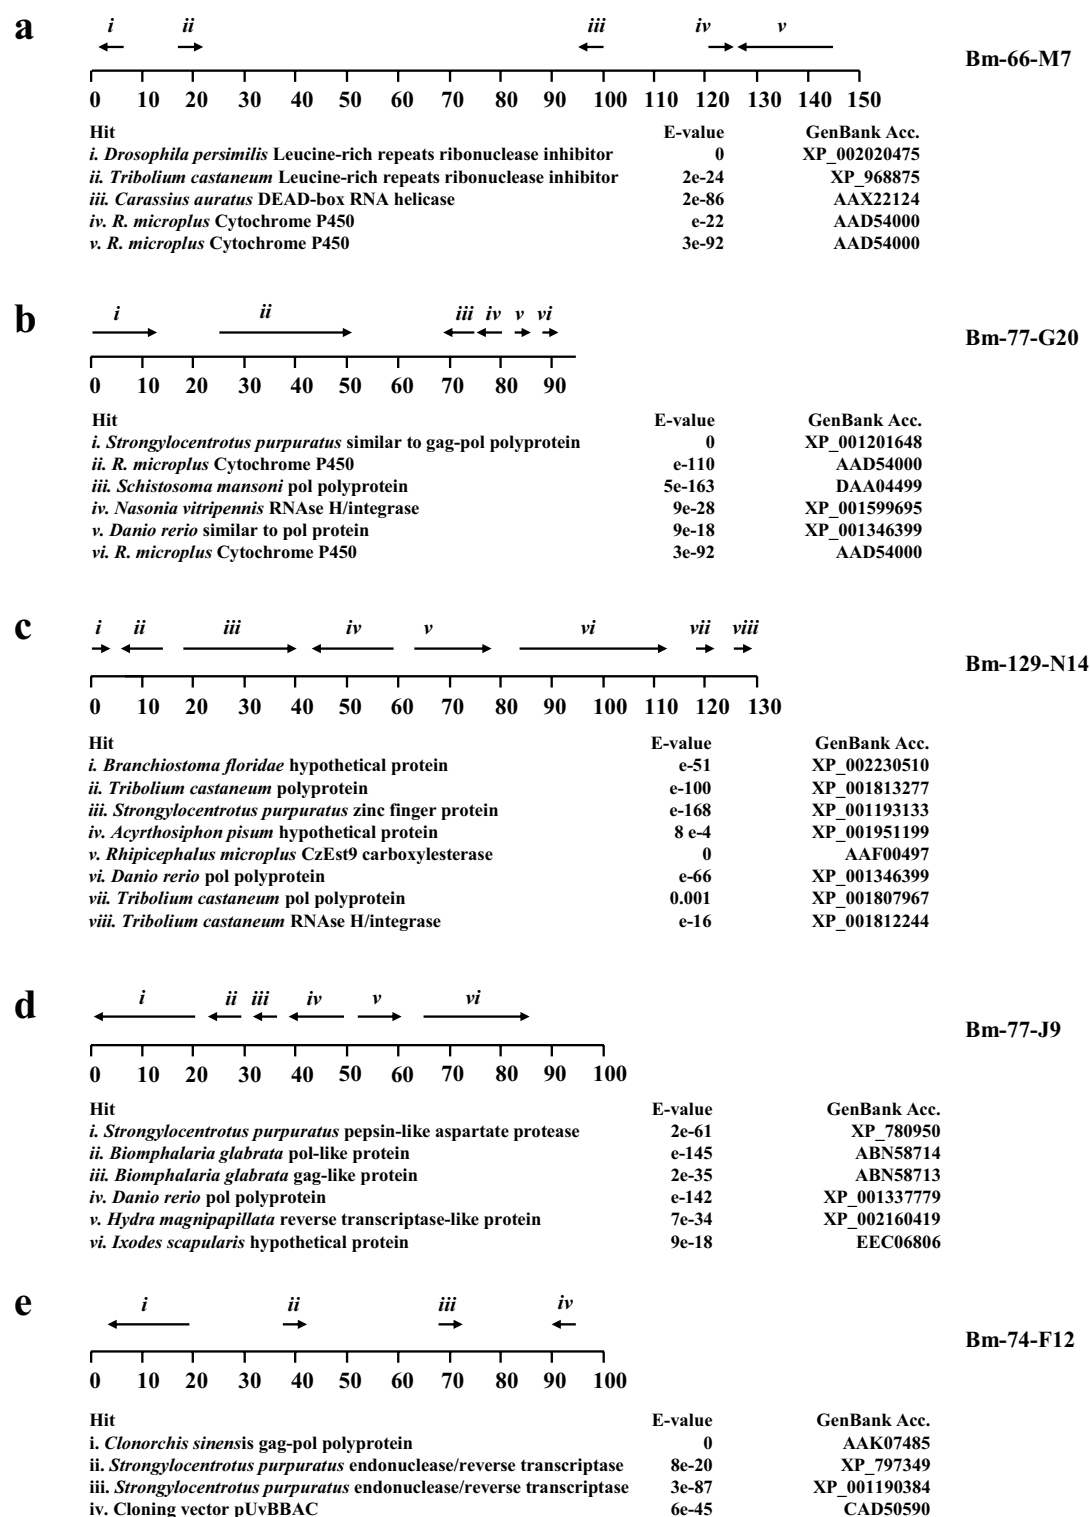 a
i ii iii iv v
Bm-66-M7
0 10 20 30 40 50 60 70 80 90 100 110 120 130 140 150
Hit E-value GenBank Acc.
i. Drosophila persimilis Leucine-rich repeats ribonuclease inhibitor 0 XP_002020475
ii. Tribolium castaneum Leucine-rich repeats ribonuclease inhibitor 2e-24 XP_968875
iii. Carassius auratus DEAD-box RNA helicase 2e-86 AAX22124
iv. R. microplus Cytochrome P450 e-22 AAD54000
v. R. microplus Cytochrome P450 3e-92 AAD54000
b
i ii iii iv v vi
Bm-77-G20
0 10 20 30 40 50 60 70 80 90
Hit E-value GenBank Acc.
i. Strongylocentrotus purpuratus similar to gag-pol polyprotein 0 XP_001201648
ii. R. microplus Cytochrome P450 e-110 AAD54000
iii. Schistosoma mansoni pol polyprotein 5e-163 DAA04499
iv. Nasonia vitripennis RNAse H/integrase 9e-28 XP_001599695
v. Danio rerio similar to pol protein 9e-18 XP_001346399
vi. R. microplus Cytochrome P450 3e-92 AAD54000
c
i ii iii iv v vi vii viii
Bm-129-N14
0 10 20 30 40 50 60 70 80 90 100 110 120 130
Hit E-value GenBank Acc.
i. Branchiostoma floridae hypothetical protein e-51 XP_002230510
ii. Tribolium castaneum polyprotein e-100 XP_001813277
iii. Strongylocentrotus purpuratus zinc finger protein e-168 XP_001193133
iv. Acyrthosiphon pisum hypothetical protein 8 e-4 XP_001951199
v. Rhipicephalus microplus CzEst9 carboxylesterase 0 AAF00497
vi. Danio rerio pol polyprotein e-66 XP_001346399
vii. Tribolium castaneum pol polyprotein 0.001 XP_001807967
viii. Tribolium castaneum RNAse H/integrase e-16 XP_001812244
d
i ii iii iv v vi
Bm-77-J9
0 10 20 30 40 50 60 70 80 90 100
Hit E-value GenBank Acc.
i. Strongylocentrotus purpuratus pepsin-like aspartate protease 2e-61 XP_780950
ii. Biomphalaria glabrata pol-like protein e-145 ABN58714
iii. Biomphalaria glabrata gag-like protein 2e-35 ABN58713
iv. Danio rerio pol polyprotein e-142 XP_001337779
v. Hydra magnipapillata reverse transcriptase-like protein 7e-34 XP_002160419
vi. Ixodes scapularis hypothetical protein 9e-18 EEC06806
e
i ii iii iv
Bm-74-F12
0 10 20 30 40 50 60 70 80 90 100
Hit E-value GenBank Acc.
i. Clonorchis sinensis gag-pol polyprotein 0 AAK07485
ii. Strongylocentrotus purpuratus endonuclease/reverse transcriptase 8e-20 XP_797349
iii. Strongylocentrotus purpuratus endonuclease/reverse transcriptase 3e-87 XP_001190384
iv. Cloning vector pUvBBAC 6e-45 CAD50590